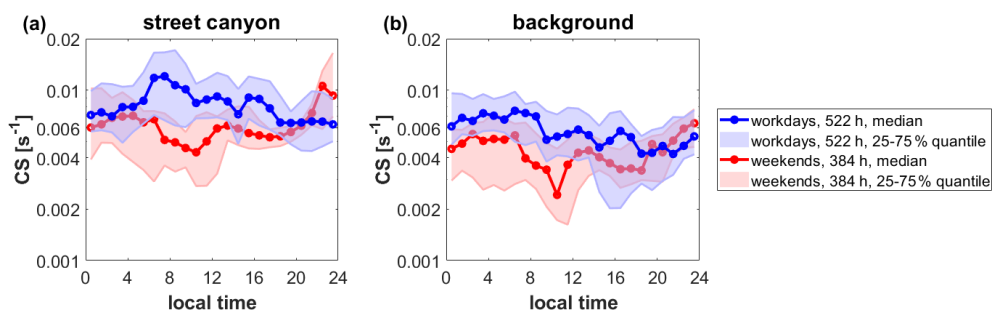 (a) street canyon
0.02
0.01
0.006
0.004
0.002
0.001
CS [s-1]
0 4 8 12 16 20 24
local time
(b) background
0.02
0.01
0.006
0.004
0.002
0.001
CS [s-1]
0 4 8 12 16 20 24
local time
workdays, 522 h, median
workdays, 522 h, 25-75% quantile
weekends, 384 h, median
weekends, 384 h, 25-75% quantile